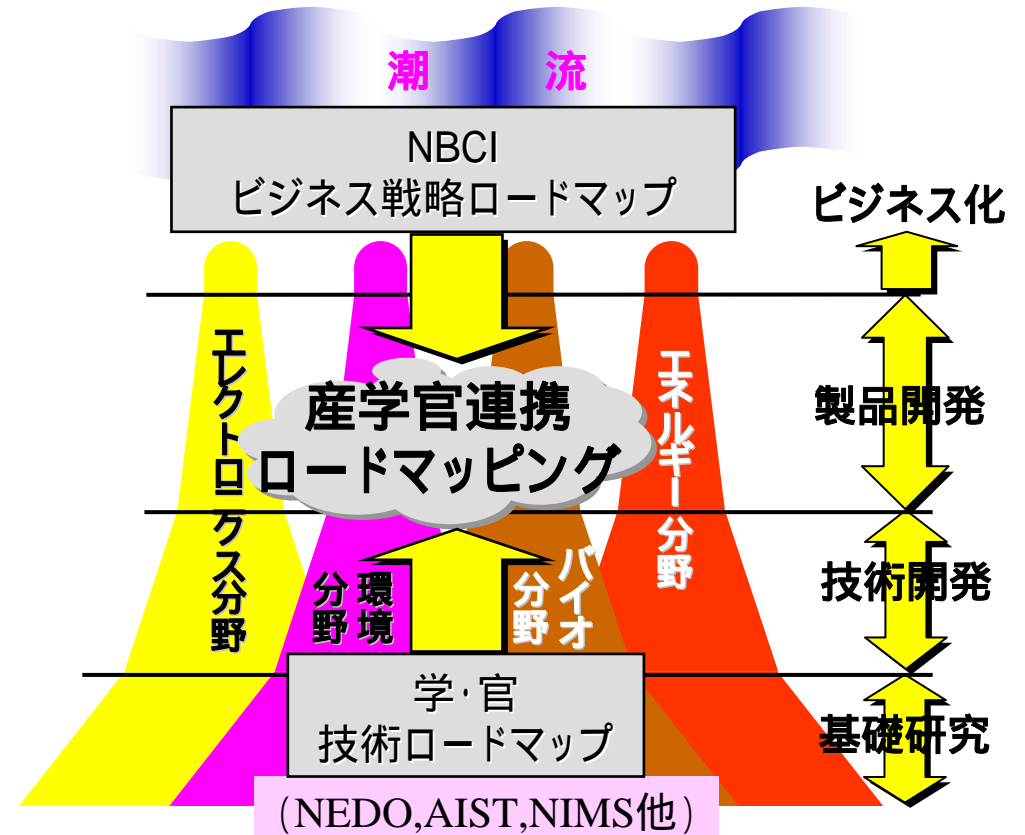 潮 流
NBCI
ビジネス戦略ロードマップ
ビジネス化
製品開発
技術開発
基礎研究
エレクトロニクス分野
環境
分野
バイオ
分野
エネルギー分野
産学官連携
ロードマッピング
学・官
技術ロードマップ
(NEDO,AIST,NIMS他)